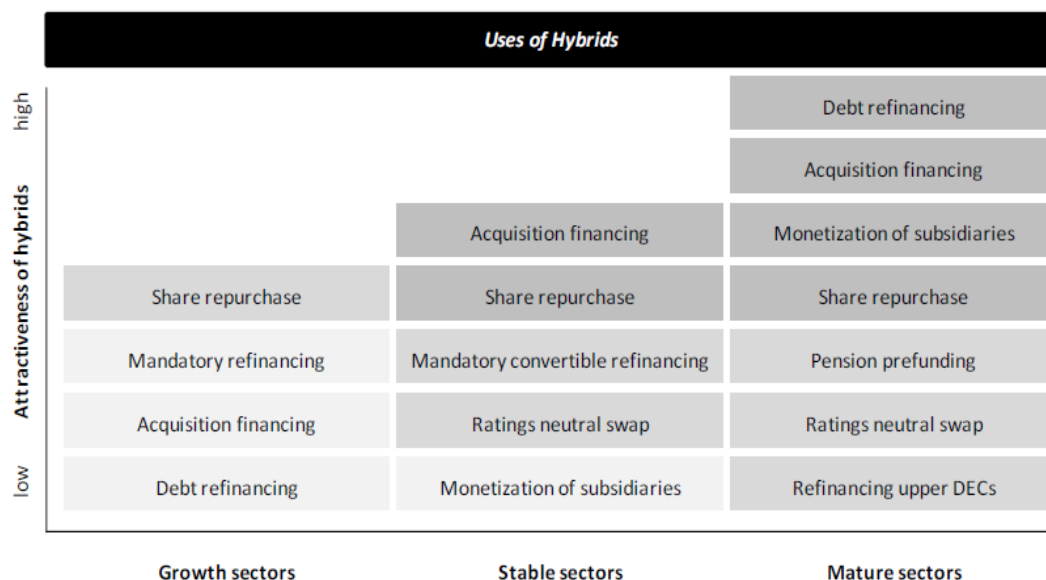 Uses of Hybrids
high
Attractiveness of hybrids
low
Debt refinancing
Acquisition financing
Acquisition financing
Monetization of subsidiaries
Share repurchase
Share repurchase
Share repurchase
Mandatory refinancing
Mandatory convertible refinancing
Pension prefunding
Acquisition financing
Ratings neutral swap
Ratings neutral swap
Debt refinancing
Monetization of subsidiaries
Refinancing upper DECs
Growth sectors
Stable sectors
Mature sectors